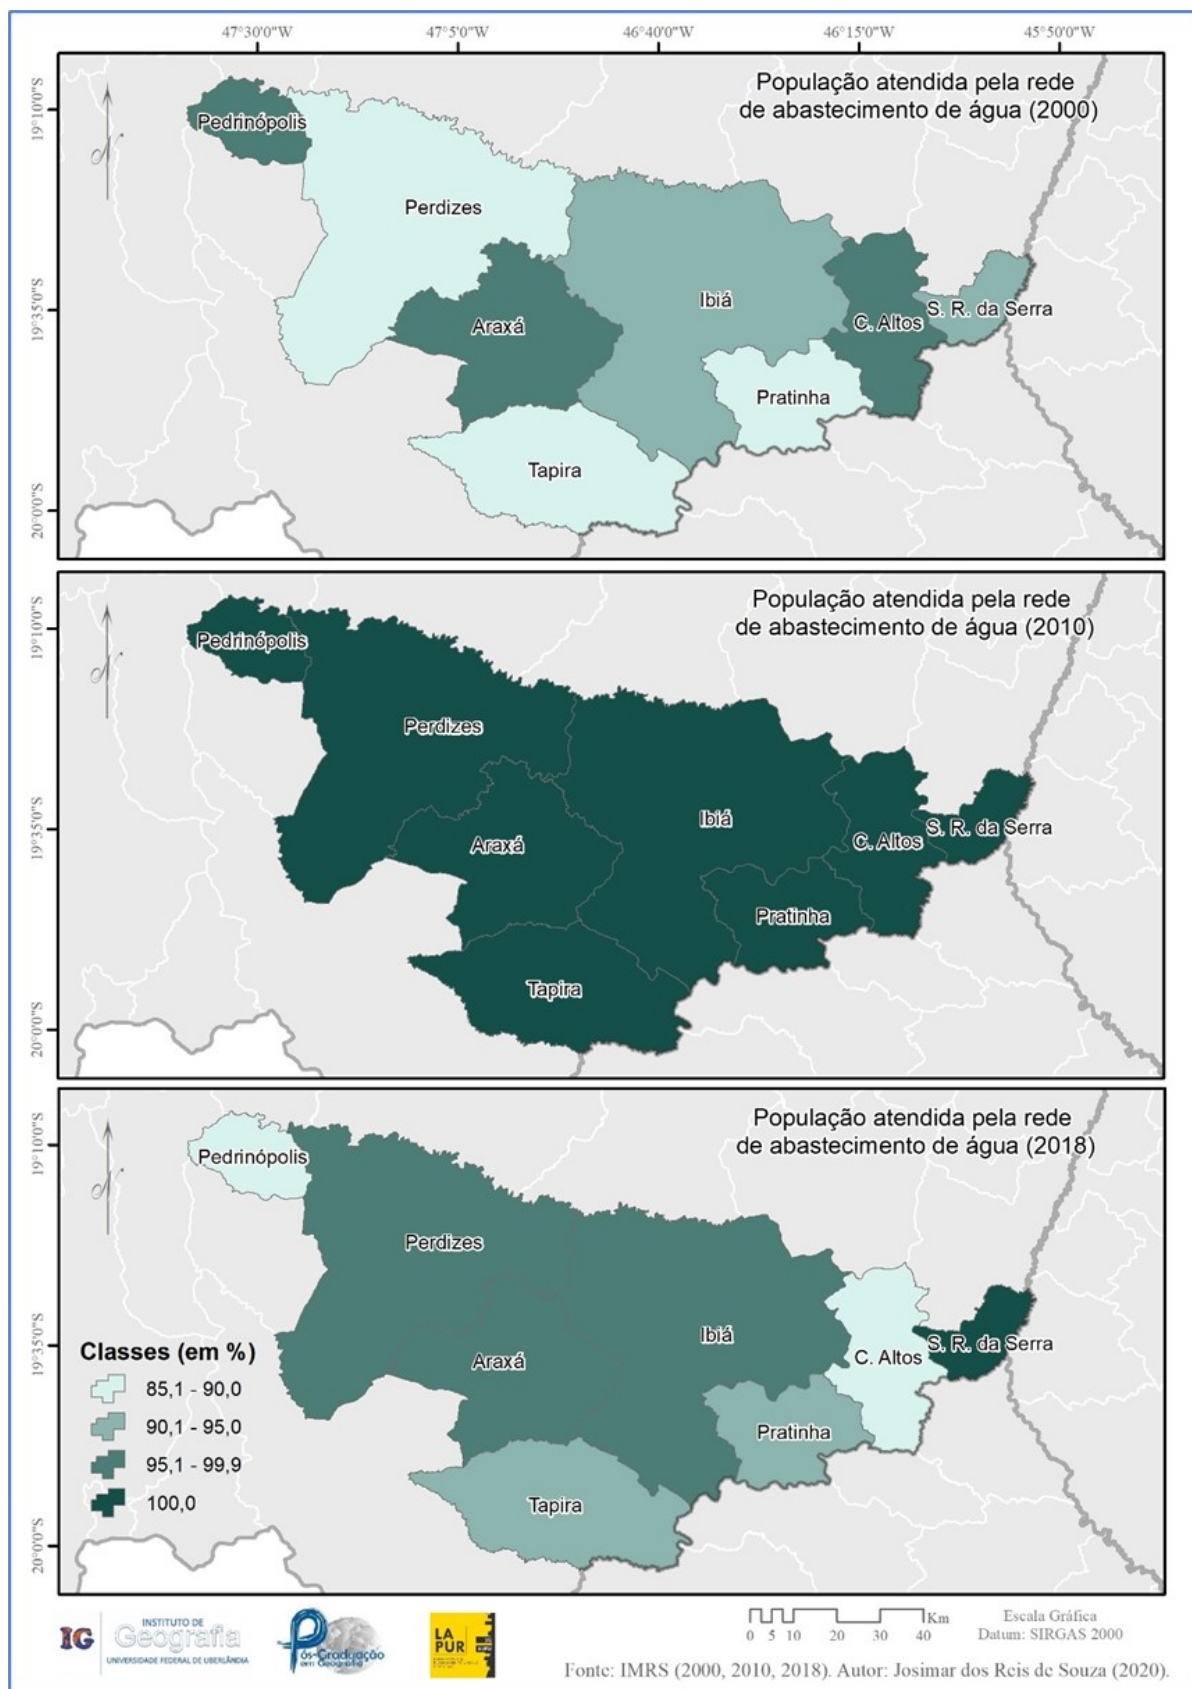 47°30'0"W 47°5'0"W 46°40'0"W 46°15'0"W 45°50'0"W
População atendida pela rede
de abastecimento de água (2000)
19°10'0"S
19°35'0"S
20°0'0"S
Pedrinópolis
Perdizes
Ibiá
Araxá
C. Altos
S. R. da Serra
Pratinha
Tapira
População atendida pela rede
de abastecimento de água (2010)
19°10'0"S
19°35'0"S
20°0'0"S
Pedrinópolis
Perdizes
Ibiá
Araxá
C. Altos
S. R. da Serra
Pratinha
Tapira
População atendida pela rede
de abastecimento de água (2018)
19°10'0"S
19°35'0"S
20°0'0"S
Pedrinópolis
Perdizes
Ibiá
Araxá
C. Altos
S. R. da Serra
Pratinha
Tapira
Classes (em %)
85,1 - 90,0
90,1 - 95,0
95,1 - 99,9
100,0
IG
INSTITUTO DE
Geografia
UNIVERSIDADE FEDERAL DE UBERLÂNDIA
Pós-Graduação
em Geografia
LA
PUR
0 5 10 20 30 40 Km
Escala Gráfica
Datum: SIRGAS 2000
Fonte: IMRS (2000, 2010, 2018). Autor: Josimar dos Reis de Souza (2020).